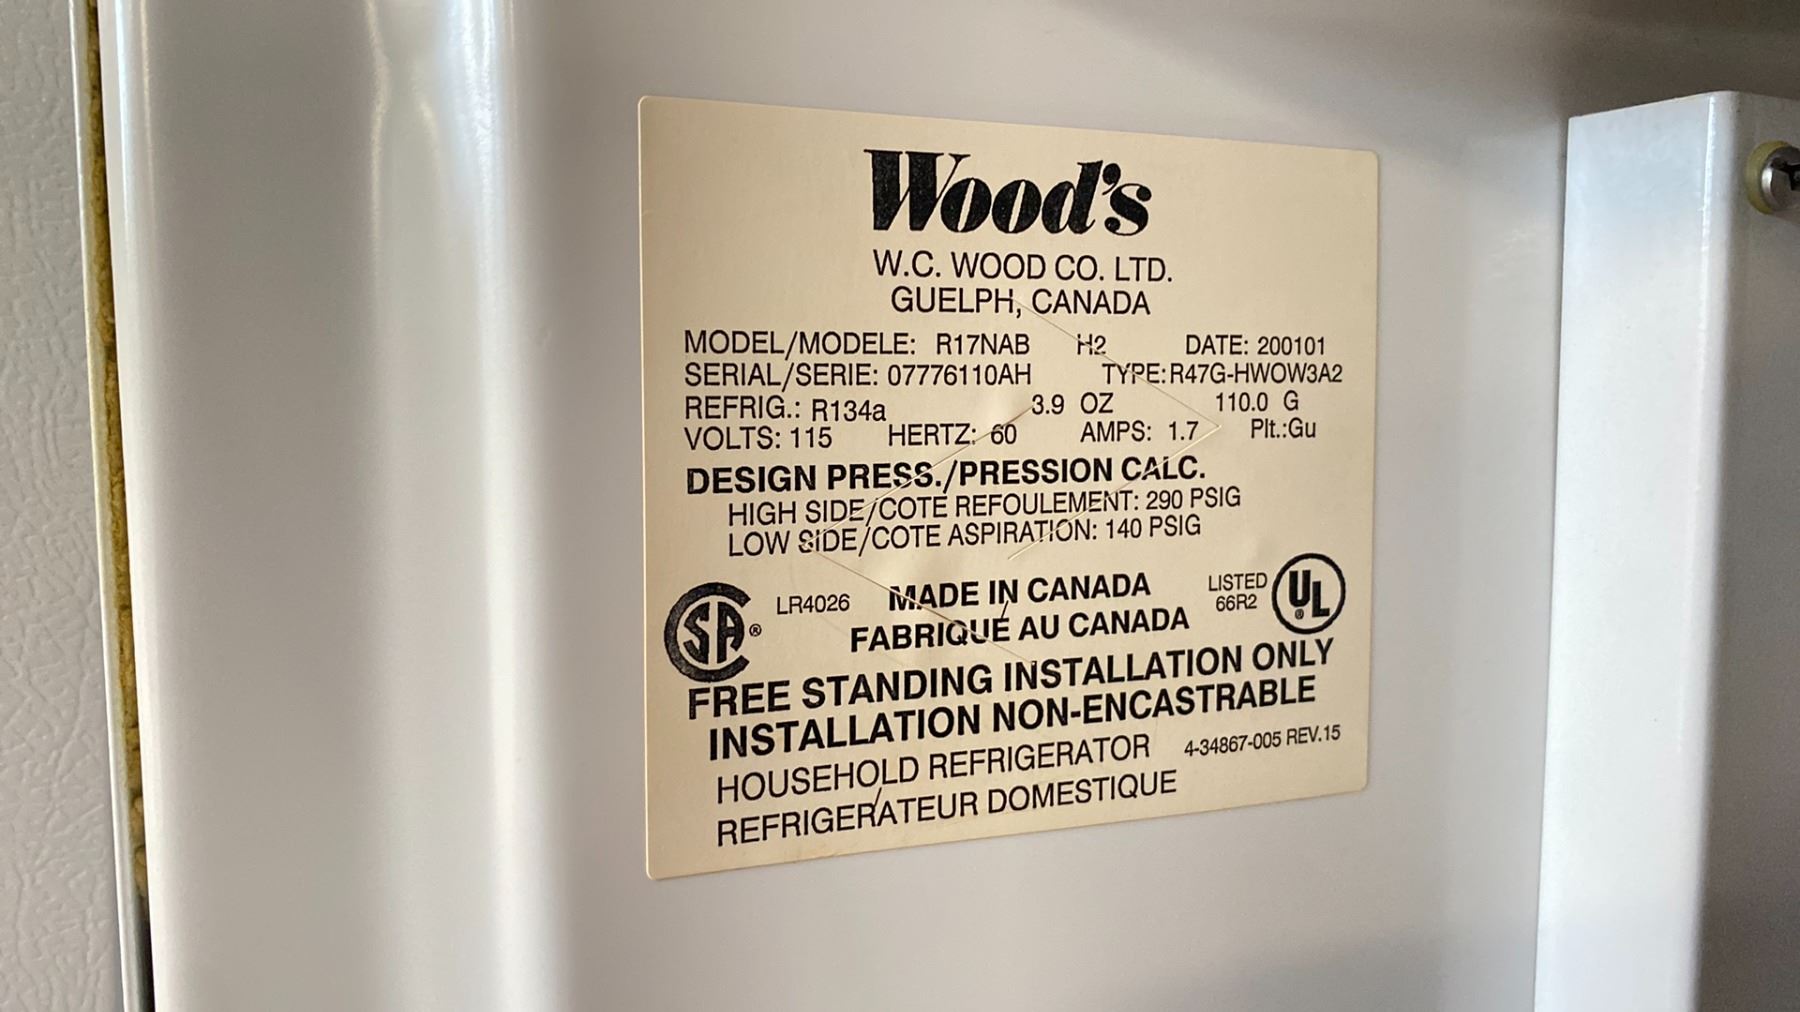 Wood's
W.C. WOOD CO. LTD.
GUELPH, CANADA
MODEL/MODELE: R17NAB H2 DATE: 200101
SERIAL/SERIE: 07776110AH TYPE: R47G-HWOW3A2
REFRIG.: R134a 3.9 OZ 110.0 G
VOLTS: 115 HERTZ: 60 AMPS: 1.7 Plt.:Gu
DESIGN PRESS./PRESSION CALC.
HIGH SIDE/COTE REFOULEMENT: 290 PSIG
LOW SIDE/COTE ASPIRATION: 140 PSIG
SA ® LR4026 MADE IN CANADA LISTED UL ®
66R2
FABRIQUÉ AU CANADA
FREE STANDING INSTALLATION ONLY
INSTALLATION NON-ENCASTRABLE
HOUSEHOLD REFRIGERATOR 4-34867-005 REV.15
REFRIGERATEUR DOMESTIQUE